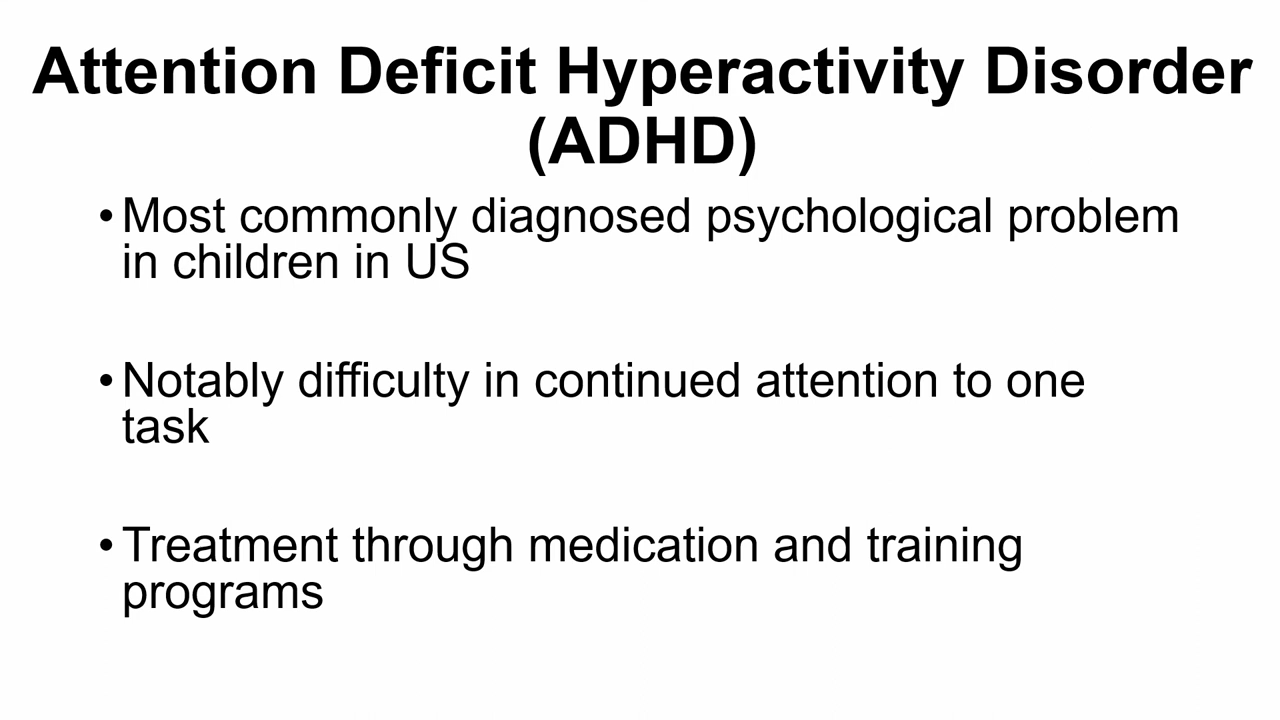 Attention Deficit Hyperactivity Disorder
(ADHD)
•Most commonly diagnosed psychological problem
in children in US
•Notably difficulty in continued attention to one
task
•Treatment through medication and training
programs